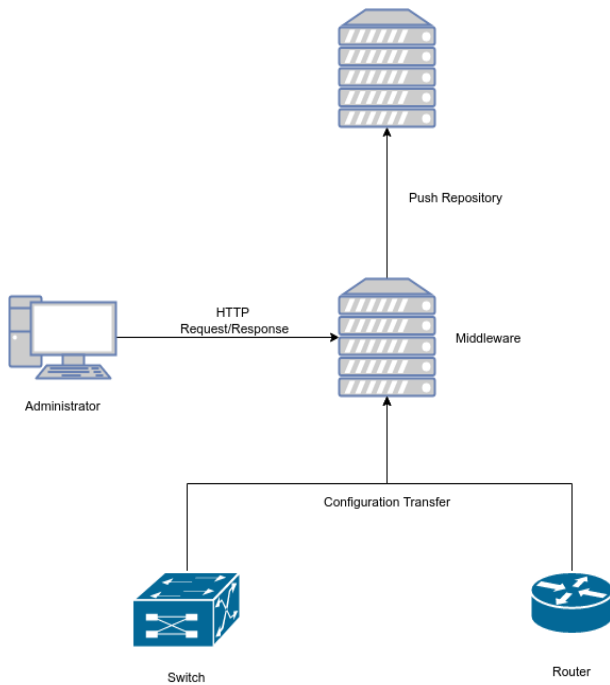 Push Repository
HTTP
Request/Response
Middleware
Administrator
Configuration Transfer
Switch
Router